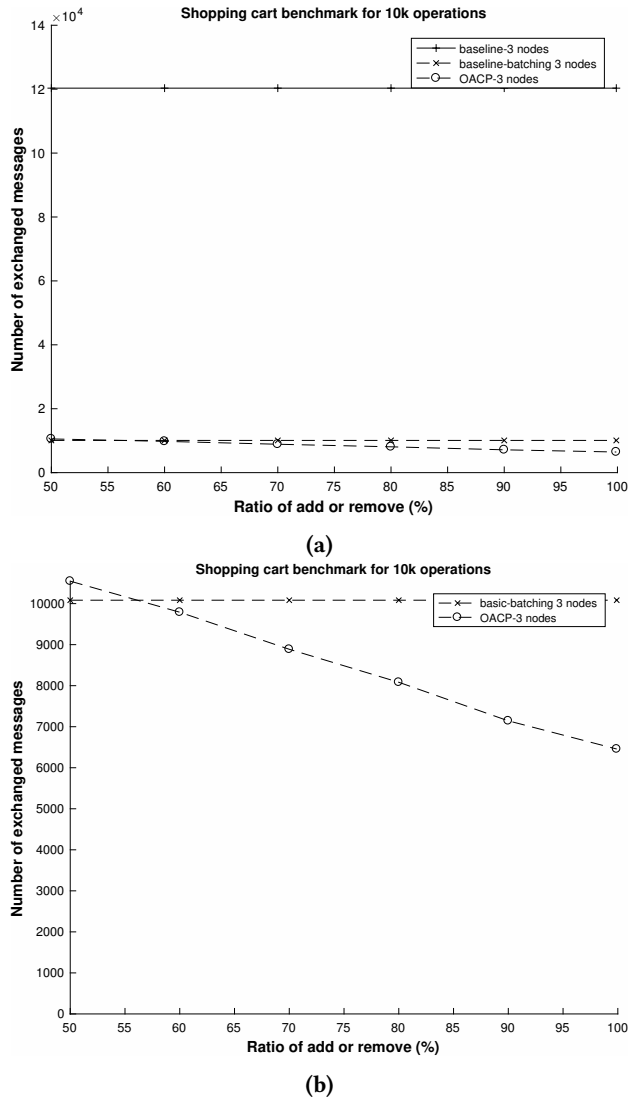 Shopping cart benchmark for 10k operations
×10⁴
14
12
10
8
6
4
2
0
Number of exchanged messages
baseline-3 nodes
baseline-batching 3 nodes
OACP-3 nodes
50 55 60 65 70 75 80 85 90 95 100
Ratio of add or remove (%)
(a)
Shopping cart benchmark for 10k operations
10000
9000
8000
7000
6000
5000
4000
3000
2000
1000
0
Number of exchanged messages
basic-batching 3 nodes
OACP-3 nodes
50 55 60 65 70 75 80 85 90 95 100
Ratio of add or remove (%)
(b)